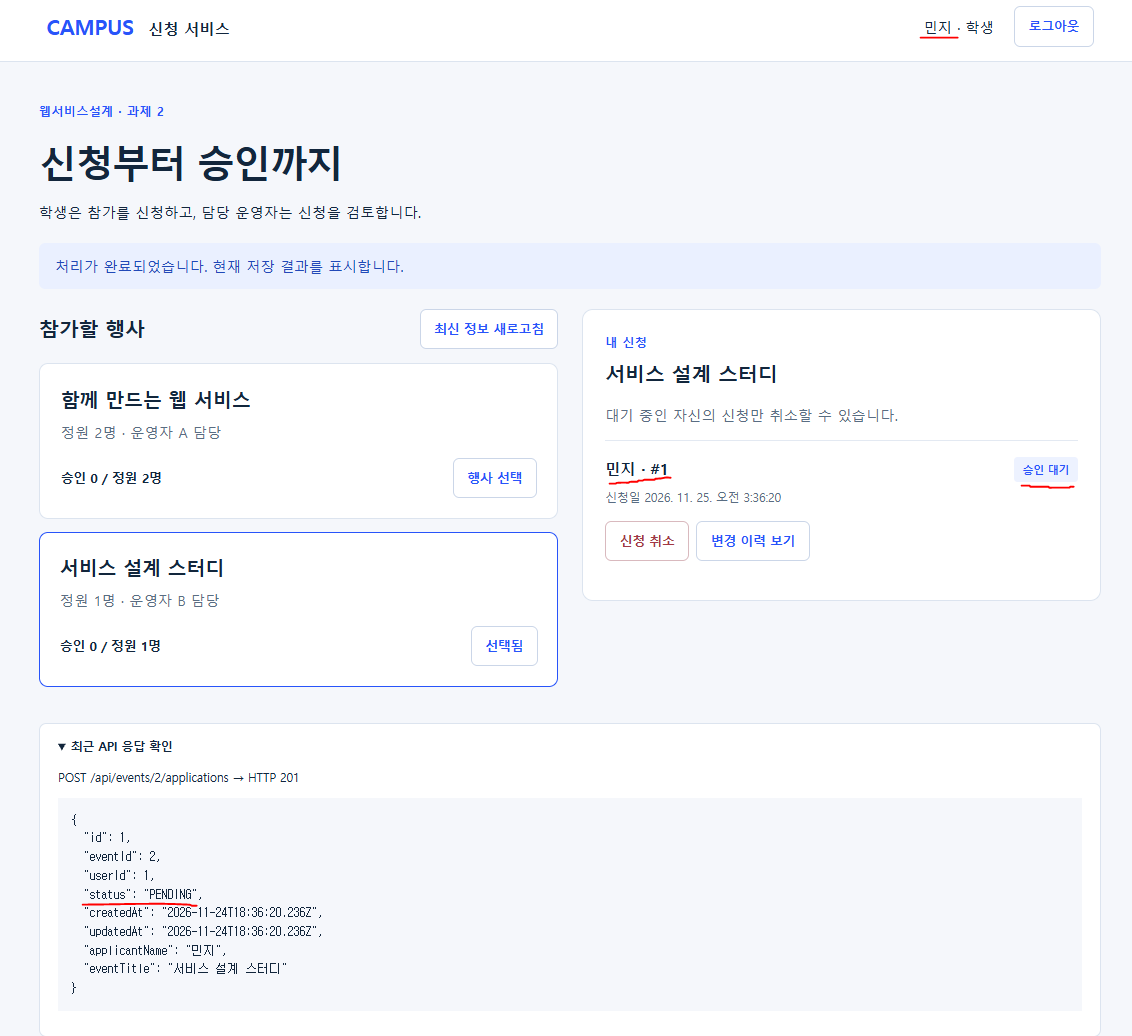 CAMPUS 신청 서비스
민지 · 학생
로그아웃
웹서비스설계 · 과제 2
신청부터 승인까지
학생은 참가를 신청하고, 담당 운영자는 신청을 검토합니다.
처리가 완료되었습니다. 현재 저장 결과를 표시합니다.
참가할 행사
최신 정보 새로고침
함께 만드는 웹 서비스
정원 2명 · 운영자 A 담당
승인 0 / 정원 2명
행사 선택
서비스 설계 스터디
정원 1명 · 운영자 B 담당
승인 0 / 정원 1명
선택됨
내 신청
서비스 설계 스터디
대기 중인 자신의 신청만 취소할 수 있습니다.
민지 · #1
승인 대기
신청일 2026. 11. 25. 오전 3:36:20
신청 취소
변경 이력 보기
▼ 최근 API 응답 확인
POST /api/events/2/applications → HTTP 201
{
"id": 1,
"eventId": 2,
"userId": 1,
"status": "PENDING",
"createdAt": "2026-11-24T18:36:20.236Z",
"updatedAt": "2026-11-24T18:36:20.236Z",
"applicantName": "민지",
"eventTitle": "서비스 설계 스터디"
}